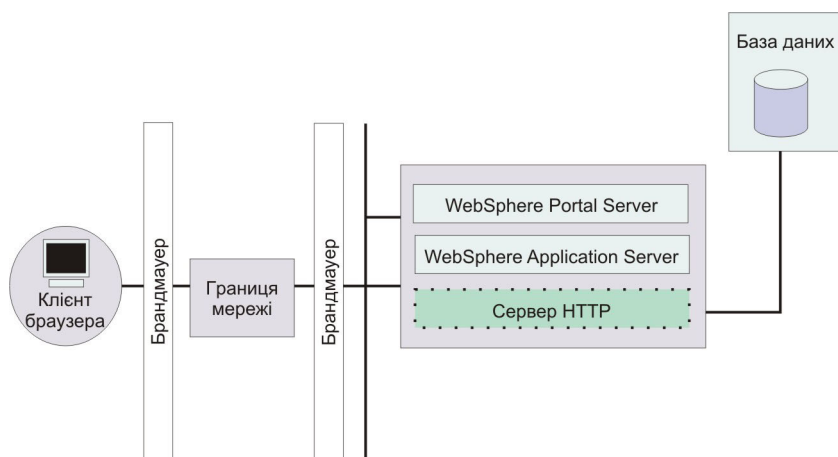 База даних
WebSphere Portal Server
WebSphere Application Server
Сервер HTTP
Клієнт
браузера
Брандмауер
Границя
мережі
Брандмауер